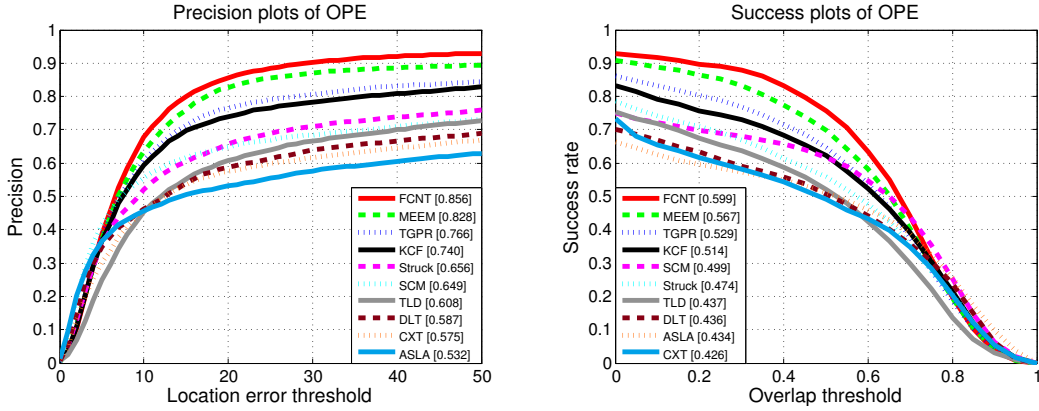 Precision plots of OPE
Precision
1
0.9
0.8
0.7
0.6
0.5
0.4
0.3
0.2
0.1
0
0 10 20 30 40 50
Location error threshold
FCNT [0.856]
MEEM [0.828]
TGPR [0.766]
KCF [0.740]
Struck [0.656]
SCM [0.649]
TLD [0.608]
DLT [0.587]
CXT [0.575]
ASLA [0.532]
Success plots of OPE
Success rate
1
0.9
0.8
0.7
0.6
0.5
0.4
0.3
0.2
0.1
0
0 0.2 0.4 0.6 0.8 1
Overlap threshold
FCNT [0.599]
MEEM [0.567]
TGPR [0.529]
KCF [0.514]
SCM [0.499]
Struck [0.474]
TLD [0.437]
DLT [0.436]
ASLA [0.434]
CXT [0.426]